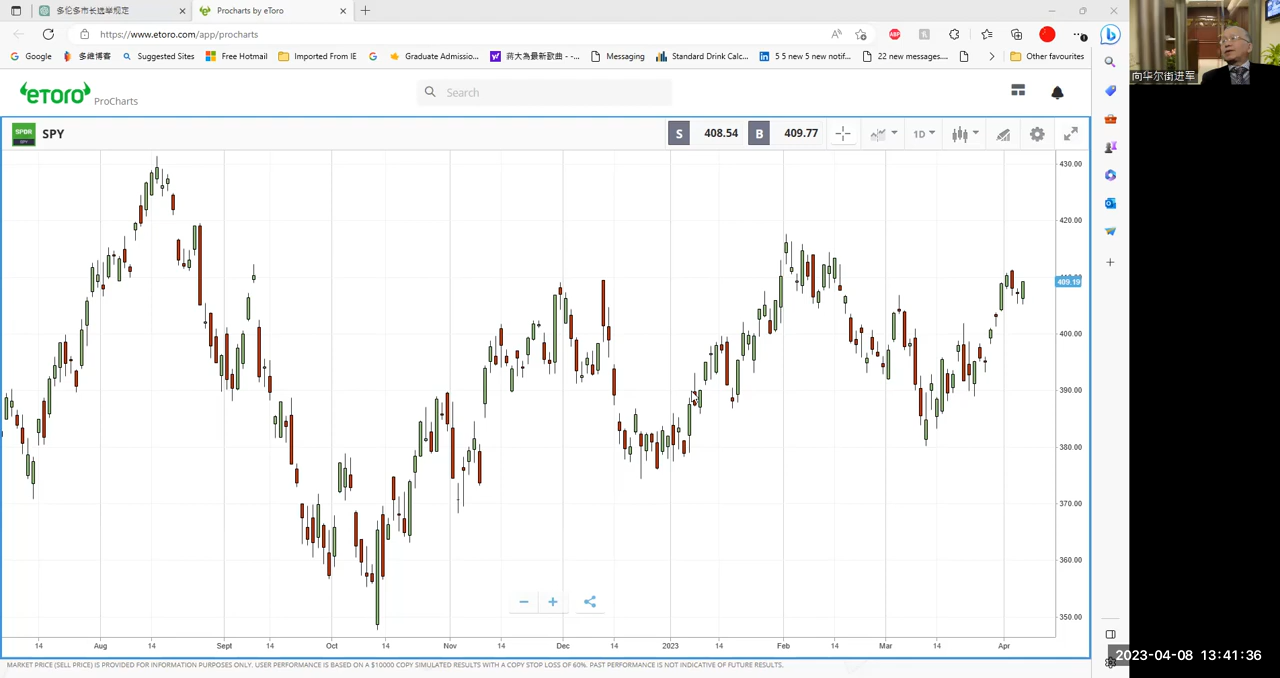 多伦多市长选举规定
Procharts by eToro
https://www.etoro.com/app/procharts
Google
多维博客
Suggested Sites
Free Hotmail
Imported From IE
Graduate Admissio...
蒋大為最新歌曲 - -...
Messaging
Standard Drink Calc...
5 5 new 5 new notif...
22 new messages....
Other favourites
向华尔街进军
eToro ProCharts
Search
SPDR
SPY
SPY
S 408.54 B 409.77
1D
430.00
420.00
409.19
400.00
390.00
380.00
370.00
360.00
350.00
14 Aug 14 Sept 14 Oct 14 Nov 14 Dec 14 2023 14 Feb 14 Mar 14 Apr
MARKET PRICE (SELL PRICE) IS PROVIDED FOR INFORMATION PURPOSES ONLY. USER PERFORMANCE IS BASED ON A $10000 COPY SIMULATED RESULTS WITH A COPY STOP LOSS OF 60%. PAST PERFORMANCE IS NOT INDICATIVE OF FUTURE RESULTS.
2023-04-08 13:41:36